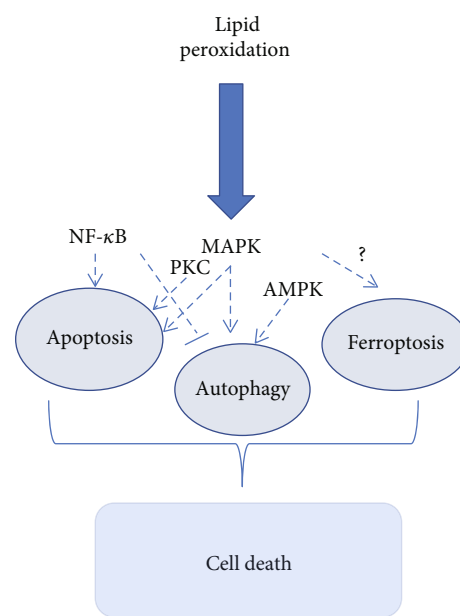 Lipid
peroxidation
NF-κB
MAPK
?
PKC
AMPK
Apoptosis
Ferroptosis
Autophagy
Cell death